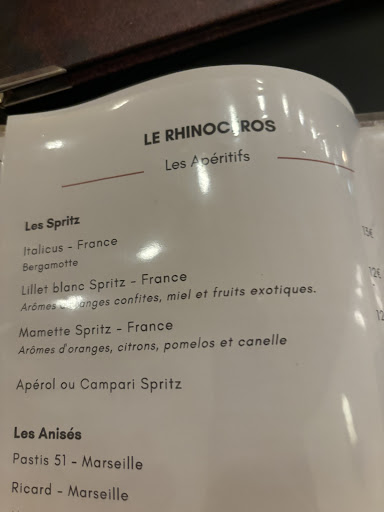 LE RHINOCEROS
Les Apéritifs
Les Spritz
Italicus - France
Bergamotte
Lillet blanc Spritz - France
Arômes oranges confites, miel et fruits exotiques.
Mamette Spritz - France
Arômes d'oranges, citrons, pomelos et canelle
Apérol ou Campari Spritz
Les Anisés
Pastis 51 - Marseille
Ricard - Marseille
12€